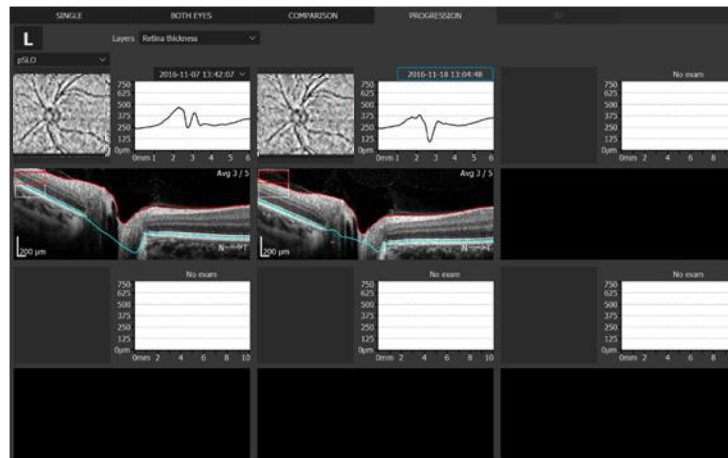 SINGLE BOTH EYES COMPARISON PROGRESSION 3D
L Layers Retina thickness
pSLO
2016-11-07 13:42:07 2016-11-18 13:04:48 No exam
750 750 750
625 625 625
500 500 500
375 375 375
250 250 250
125 125 125
0µm 0µm 0µm
0mm 1 2 3 4 5 6 0mm 1 2 3 4 5 6 0mm 2 4 6 8
Avg 3 / 5 Avg 3 / 5
200 µm N T 200 µm N T
No exam No exam No exam
750 750 750
625 625 625
500 500 500
375 375 375
250 250 250
125 125 125
0µm 0µm 0µm
0mm 2 4 6 8 10 0mm 2 4 6 8 10 0mm 2 4 6 8